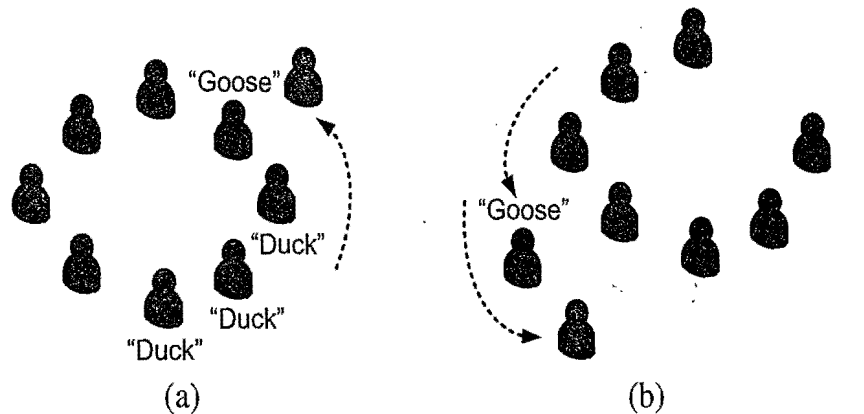 “Goose”
“Duck”
“Duck”
“Duck”
(a)
“Goose”
(b)